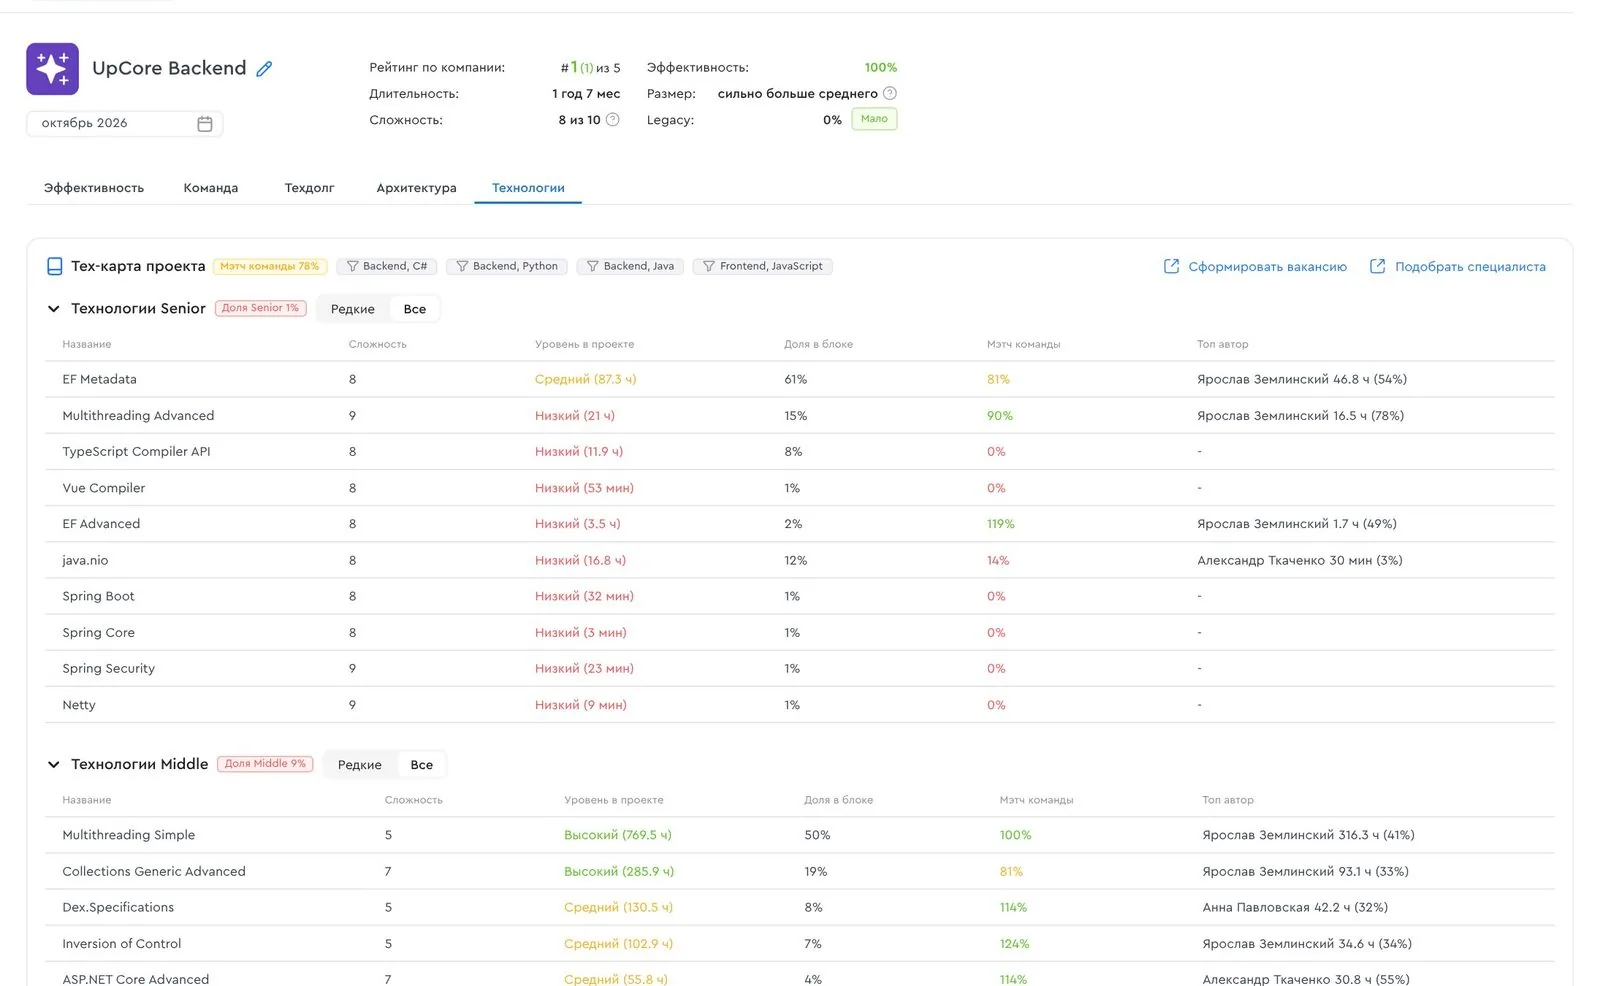 UpCore Backend
октябрь 2026
Рейтинг по компании: #1 (1) из 5
Длительность: 1 год 7 мес
Сложность: 8 из 10
Эффективность: 100%
Размер: сильно больше среднего
Legacy: 0% Мало
Эффективность Команда Техдолг Архитектура Технологии
Тех-карта проекта Мэтч команды 78% Backend, C# Backend, Python Backend, Java Frontend, JavaScript Сформировать вакансию Подобрать специалиста
Технологии Senior Доля Senior 1% Редкие Все
Название Сложность Уровень в проекте Доля в блоке Мэтч команды Топ автор
EF Metadata 8 Средний (87.3 ч) 61% 81% Ярослав Землинский 46.8 ч (54%)
Multithreading Advanced 9 Низкий (21 ч) 15% 90% Ярослав Землинский 16.5 ч (78%)
TypeScript Compiler API 8 Низкий (11.9 ч) 8% 0% -
Vue Compiler 8 Низкий (53 мин) 1% 0% -
EF Advanced 8 Низкий (3.5 ч) 2% 119% Ярослав Землинский 1.7 ч (49%)
java.nio 8 Низкий (16.8 ч) 12% 14% Александр Ткаченко 30 мин (3%)
Spring Boot 8 Низкий (32 мин) 1% 0% -
Spring Core 8 Низкий (3 мин) 1% 0% -
Spring Security 9 Низкий (23 мин) 1% 0% -
Netty 9 Низкий (9 мин) 1% 0% -
Технологии Middle Доля Middle 9% Редкие Все
Название Сложность Уровень в проекте Доля в блоке Мэтч команды Топ автор
Multithreading Simple 5 Высокий (769.5 ч) 50% 100% Ярослав Землинский 316.3 ч (41%)
Collections Generic Advanced 7 Высокий (285.9 ч) 19% 81% Ярослав Землинский 93.1 ч (33%)
Dex.Specifications 5 Средний (130.5 ч) 8% 114% Анна Павловская 42.2 ч (32%)
Inversion of Control 5 Средний (102.9 ч) 7% 124% Ярослав Землинский 34.6 ч (34%)
ASP.NET Core Advanced 7 Средний (55.8 ч) 4% 114% Александр Ткаченко 30.8 ч (55%)